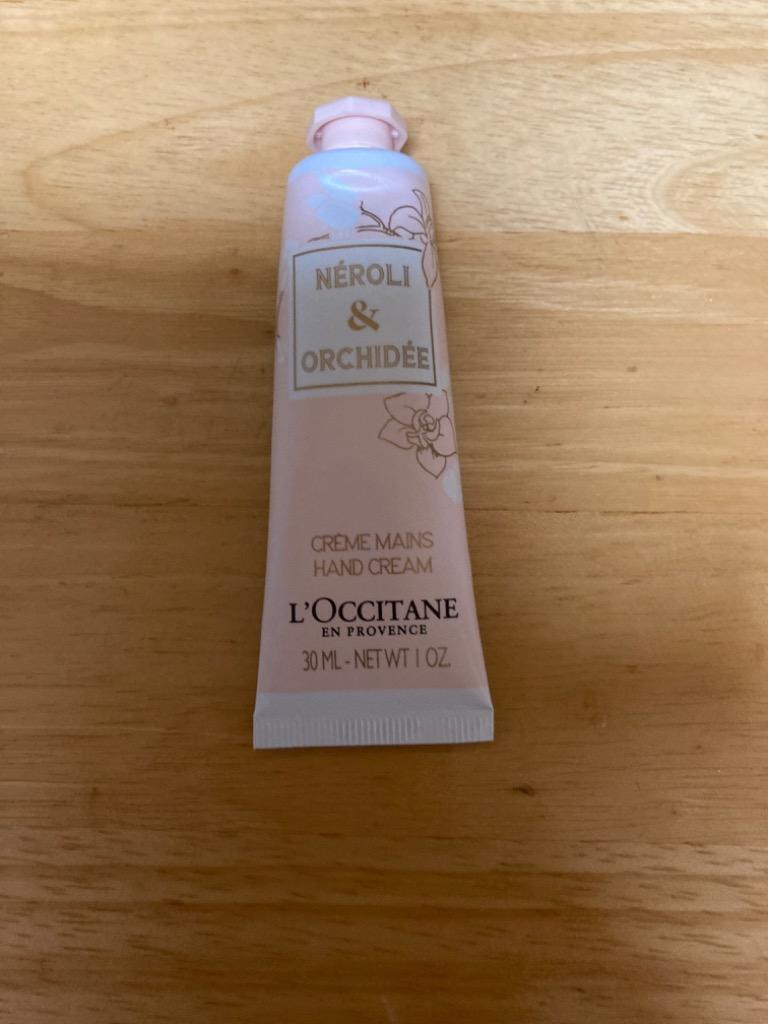 NÉROLI
&
ORCHIDÉE
CRÈME MAINS
HAND CREAM
L'OCCITANE
EN PROVENCE
30 ML - NET WT 1 OZ.